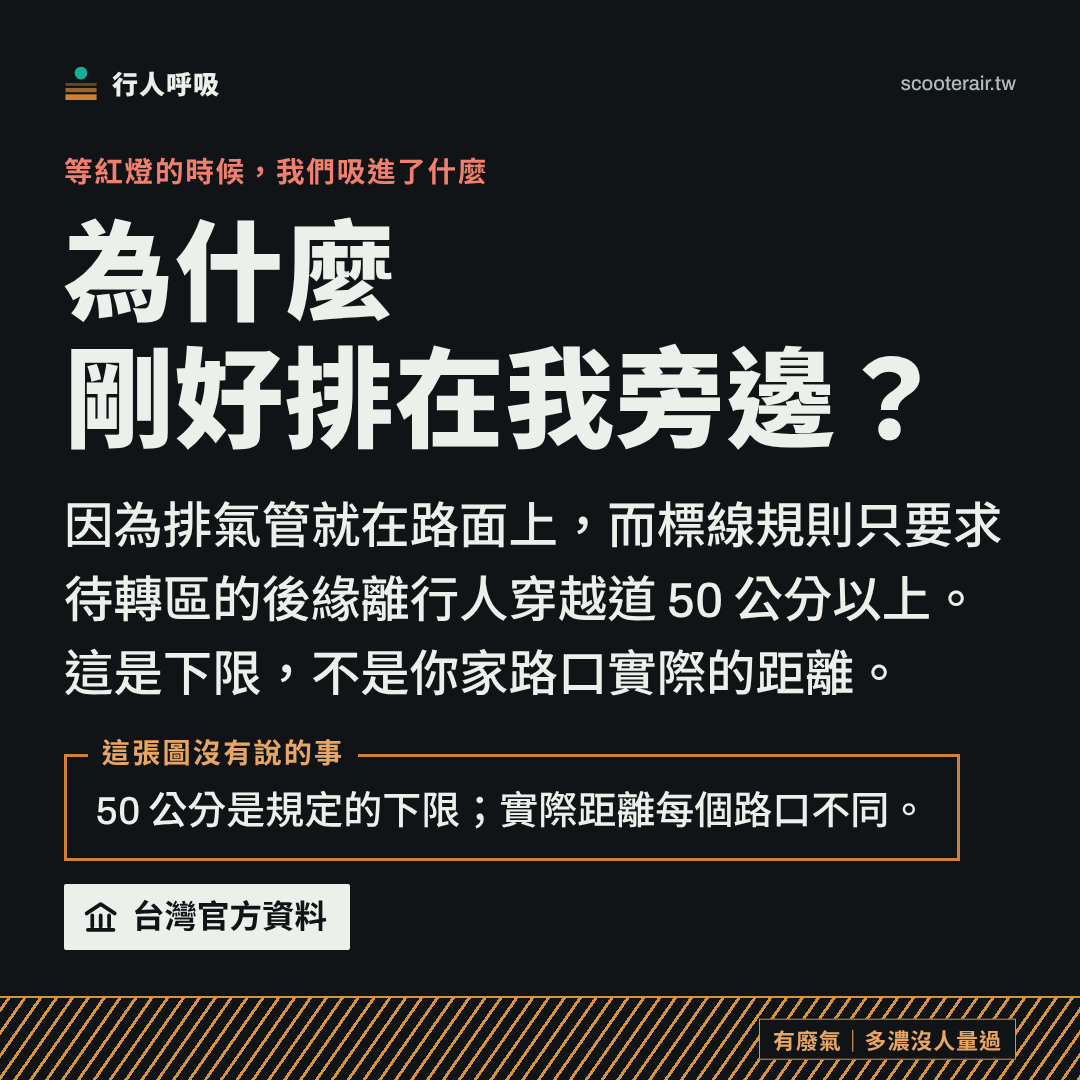 行人呼吸
scooterair.tw
等紅燈的時候，我們吸進了什麼
為什麼
剛好排在我旁邊？
因為排氣管就在路面上，而標線規則只要求
待轉區的後緣離行人穿越道 50 公分以上。
這是下限，不是你家路口實際的距離。
這張圖沒有說的事
50 公分是規定的下限；實際距離每個路口不同。
台灣官方資料
有廢氣｜多濃沒人量過